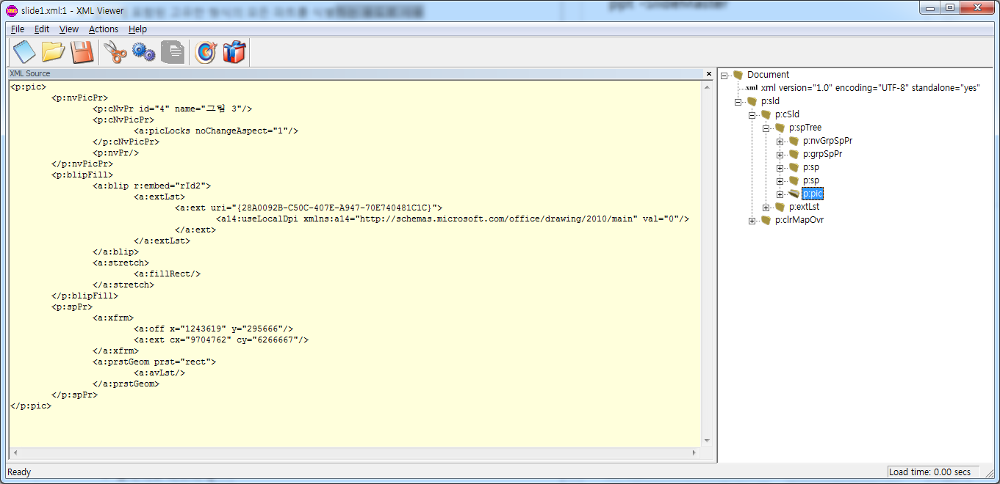 slide1.xml:1 - XML Viewer
File Edit View Actions Help
XML Source
<p:pic>
<p:nvPicPr>
<p:cNvPr id="4" name="그림 3"/>
<p:cNvPicPr>
<a:picLocks noChangeAspect="1"/>
</p:cNvPicPr>
<p:nvPr/>
</p:nvPicPr>
<p:blipFill>
<a:blip r:embed="rId2">
<a:extLst>
<a:ext uri="{28A0092B-C50C-407E-A947-70E740481C1C}">
<a14:useLocalDpi xmlns:a14="http://schemas.microsoft.com/office/drawing/2010/main" val="0"/>
</a:ext>
</a:extLst>
</a:blip>
<a:stretch>
<a:fillRect/>
</a:stretch>
</p:blipFill>
<p:spPr>
<a:xfrm>
<a:off x="1243619" y="295666"/>
<a:ext cx="9704762" cy="6266667"/>
</a:xfrm>
<a:prstGeom prst="rect">
<a:avLst/>
</a:prstGeom>
</p:spPr>
</p:pic>
Document
xml xml version="1.0" encoding="UTF-8" standalone="yes"
p:sld
p:cSld
p:spTree
p:nvGrpSpPr
p:grpSpPr
p:sp
p:sp
p:pic
p:extLst
p:clrMapOvr
Ready
Load time: 0.00 secs